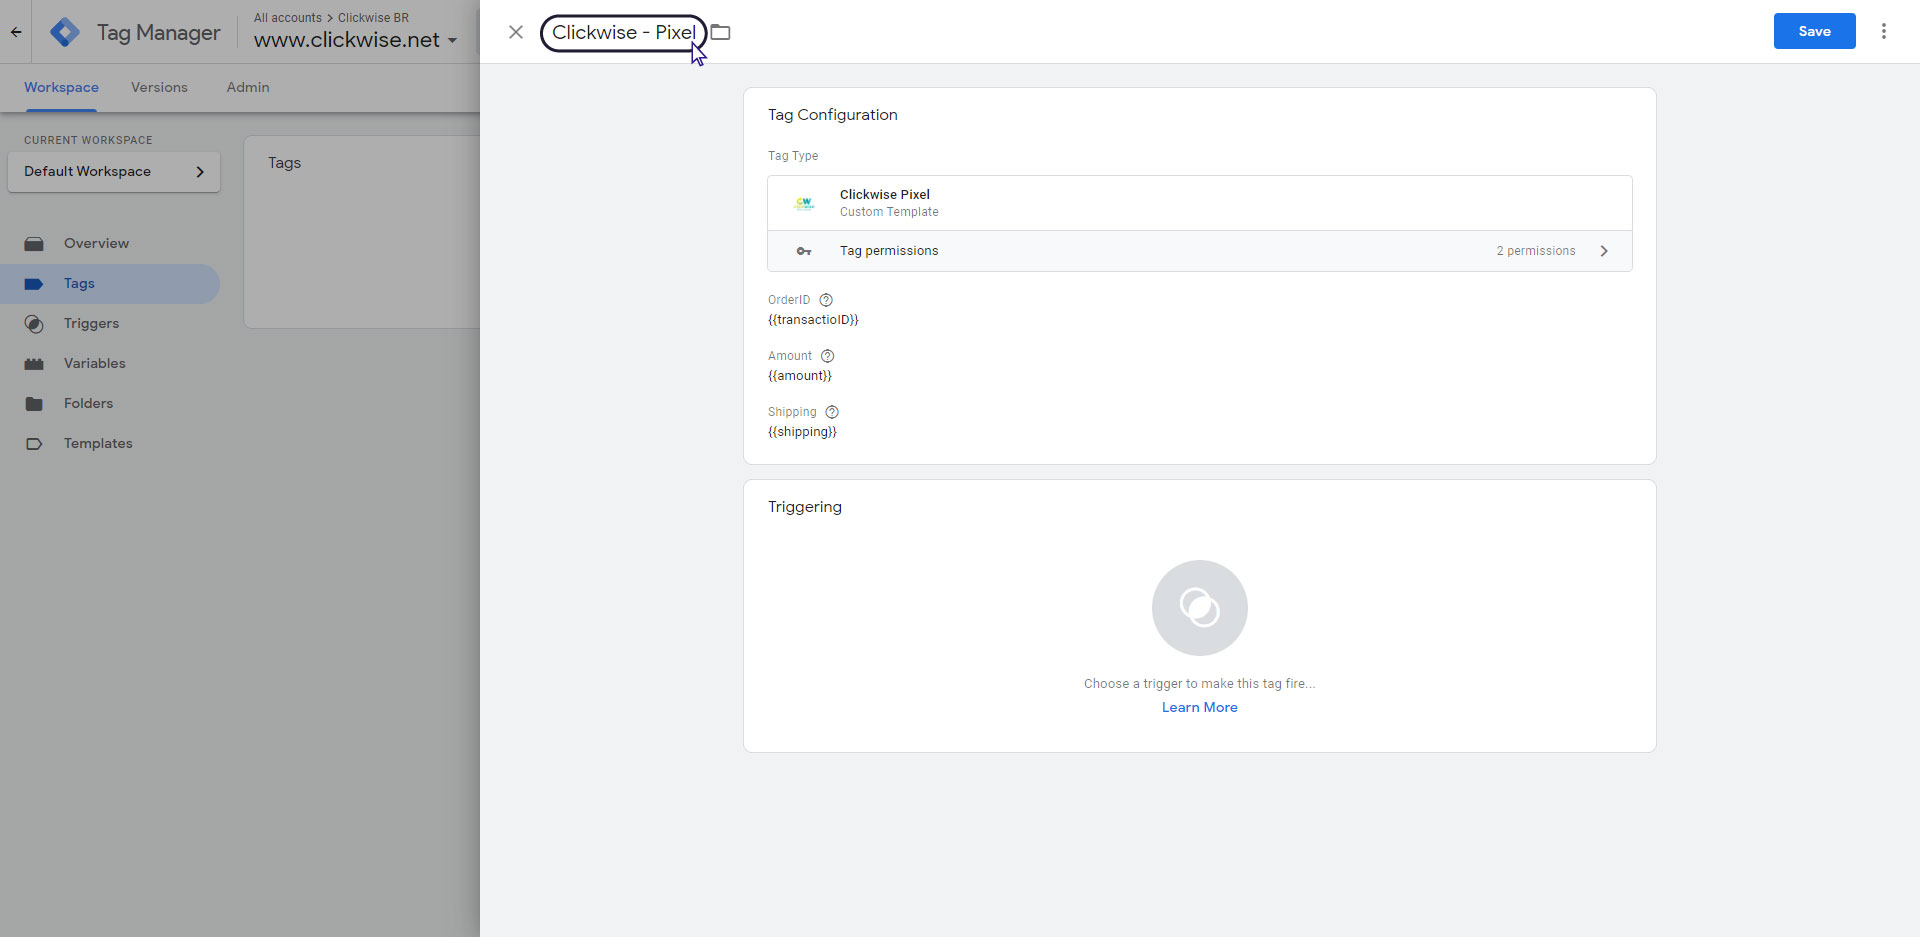 Tag Manager
All accounts > Clickwise BR
www.clickwise.net
Workspace
Versions
Admin
CURRENT WORKSPACE
Default Workspace
Overview
Tags
Triggers
Variables
Folders
Templates
Tags
Clickwise - Pixel
Save
Tag Configuration
Tag Type
CW
Clickwise Pixel
Custom Template
Tag permissions
2 permissions
OrderID
{{transactioID}}
Amount
{{amount}}
Shipping
{{shipping}}
Triggering
Choose a trigger to make this tag fire...
Learn More